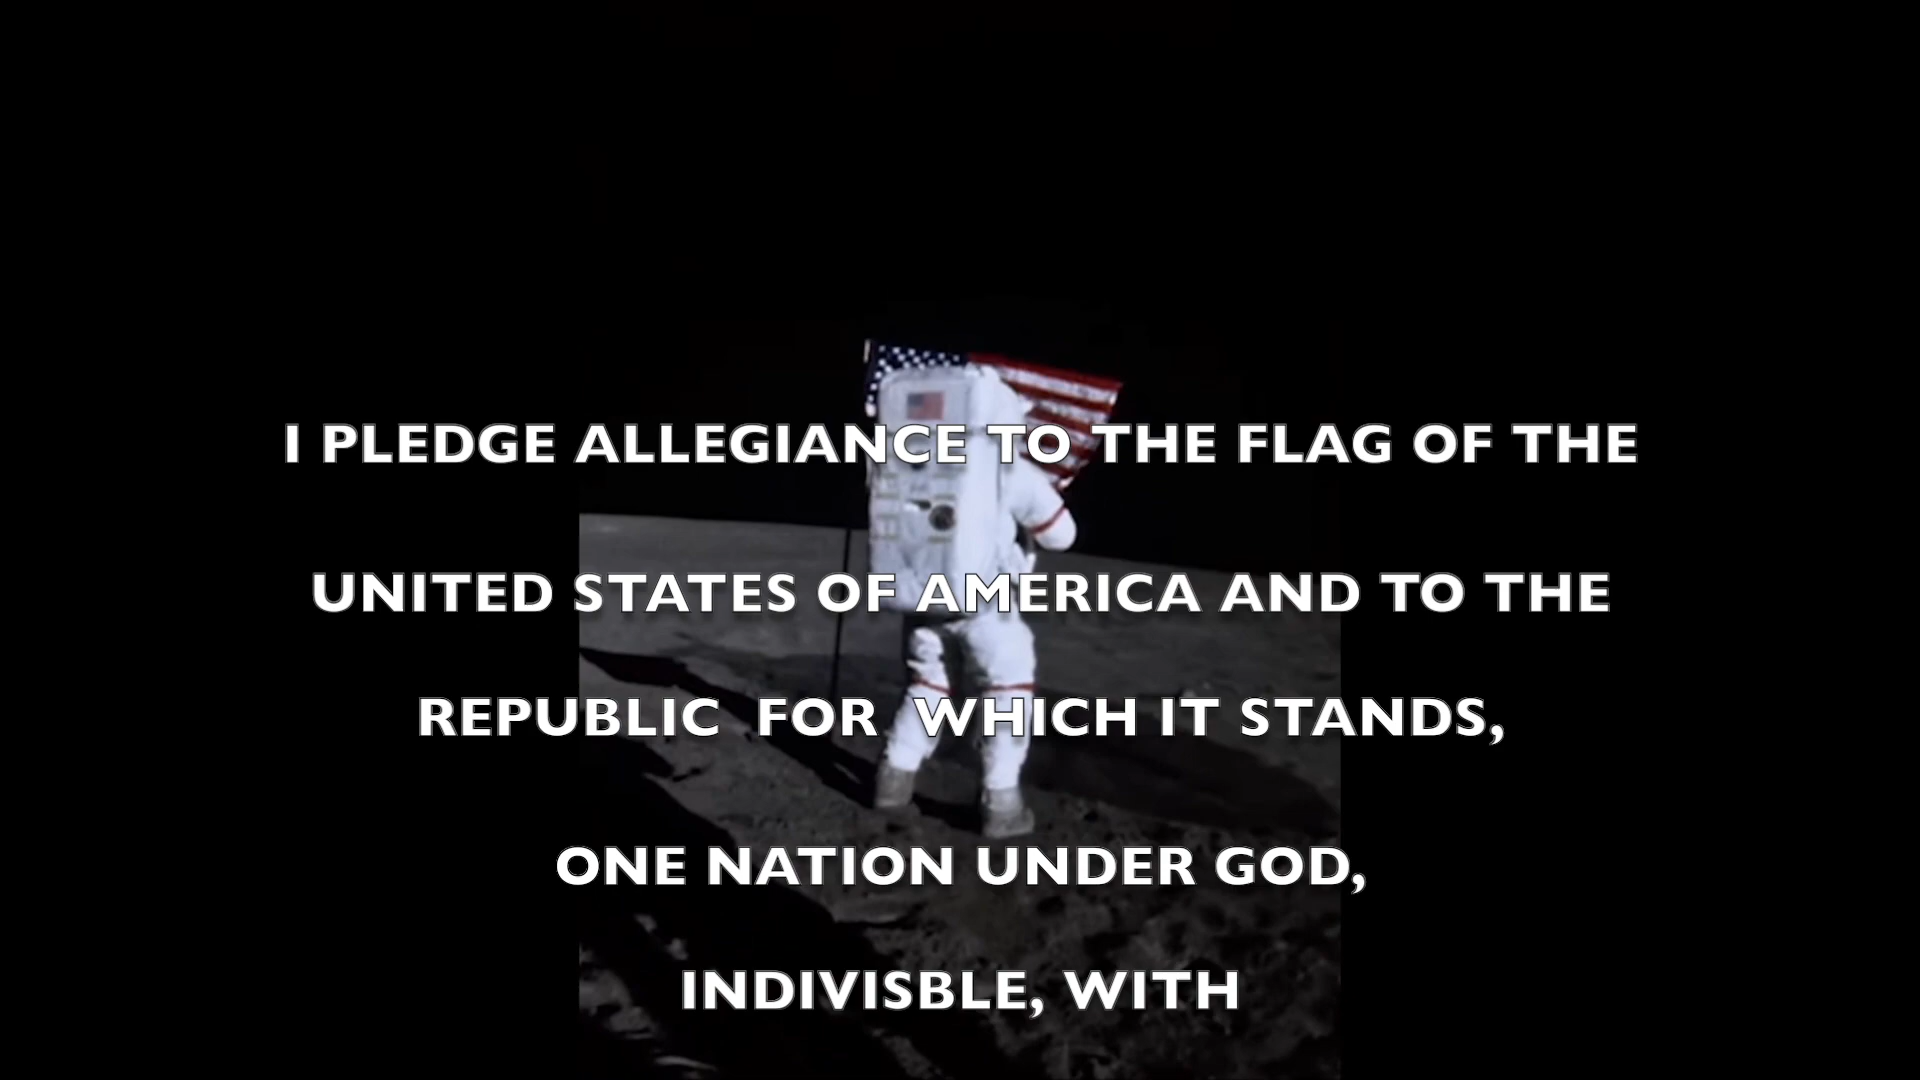 I PLEDGE ALLEGIANCE TO THE FLAG OF THE
UNITED STATES OF AMERICA AND TO THE
REPUBLIC FOR WHICH IT STANDS,
ONE NATION UNDER GOD,
INDIVISBLE, WITH